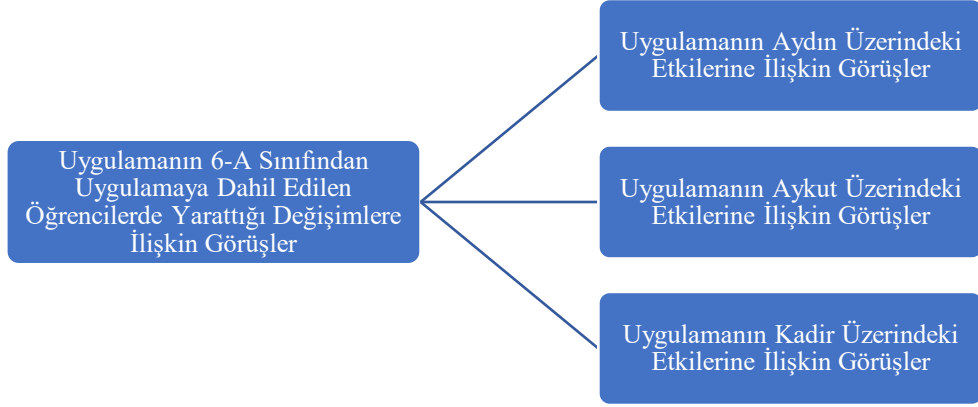 Uygulamanın 6-A Sınıfından
Uygulamaya Dahil Edilen
Öğrencilerde Yarattığı Değişimlere
İlişkin Görüşler
Uygulamanın Aydın Üzerindeki
Etkilerine İlişkin Görüşler
Uygulamanın Aykut Üzerindeki
Etkilerine İlişkin Görüşler
Uygulamanın Kadir Üzerindeki
Etkilerine İlişkin Görüşler